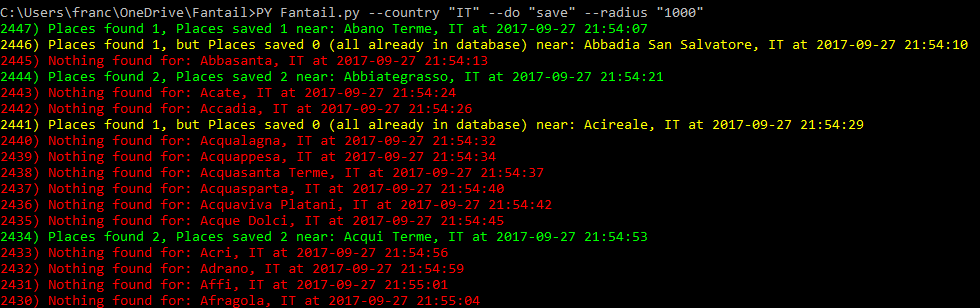 C:\Users\franc\OneDrive\Fantail>PY Fantail.py --country "IT" --do "save" --radius "1000"
2447) Places found 1, Places saved 1 near: Abano Terme, IT at 2017-09-27 21:54:07
2446) Places found 1, but Places saved 0 (all already in database) near: Abbadia San Salvatore, IT at 2017-09-27 21:54:10
2445) Nothing found for: Abbasanta, IT at 2017-09-27 21:54:13
2444) Places found 2, Places saved 2 near: Abbiategrasso, IT at 2017-09-27 21:54:21
2443) Nothing found for: Acate, IT at 2017-09-27 21:54:24
2442) Nothing found for: Accadia, IT at 2017-09-27 21:54:26
2441) Places found 1, but Places saved 0 (all already in database) near: Acireale, IT at 2017-09-27 21:54:29
2440) Nothing found for: Acqualagna, IT at 2017-09-27 21:54:32
2439) Nothing found for: Acquappesa, IT at 2017-09-27 21:54:34
2438) Nothing found for: Acquasanta Terme, IT at 2017-09-27 21:54:37
2437) Nothing found for: Acquasparta, IT at 2017-09-27 21:54:40
2436) Nothing found for: Acquaviva Platani, IT at 2017-09-27 21:54:42
2435) Nothing found for: Acque Dolci, IT at 2017-09-27 21:54:45
2434) Places found 2, Places saved 2 near: Acqui Terme, IT at 2017-09-27 21:54:53
2433) Nothing found for: Acri, IT at 2017-09-27 21:54:56
2432) Nothing found for: Adrano, IT at 2017-09-27 21:54:59
2431) Nothing found for: Affi, IT at 2017-09-27 21:55:01
2430) Nothing found for: Afragola, IT at 2017-09-27 21:55:04